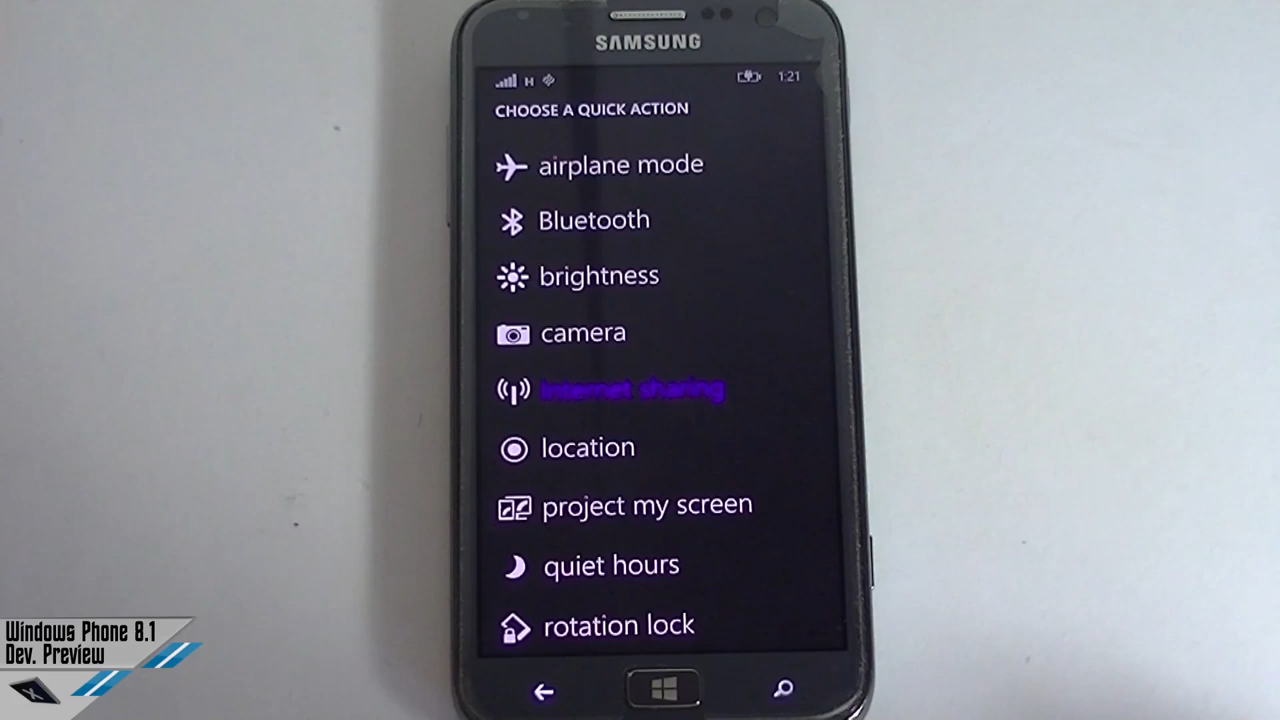 SAMSUNG
H
1:21
CHOOSE A QUICK ACTION
airplane mode
Bluetooth
brightness
camera
Internet sharing
location
project my screen
quiet hours
rotation lock
Windows Phone 8.1
Dev. Preview
X